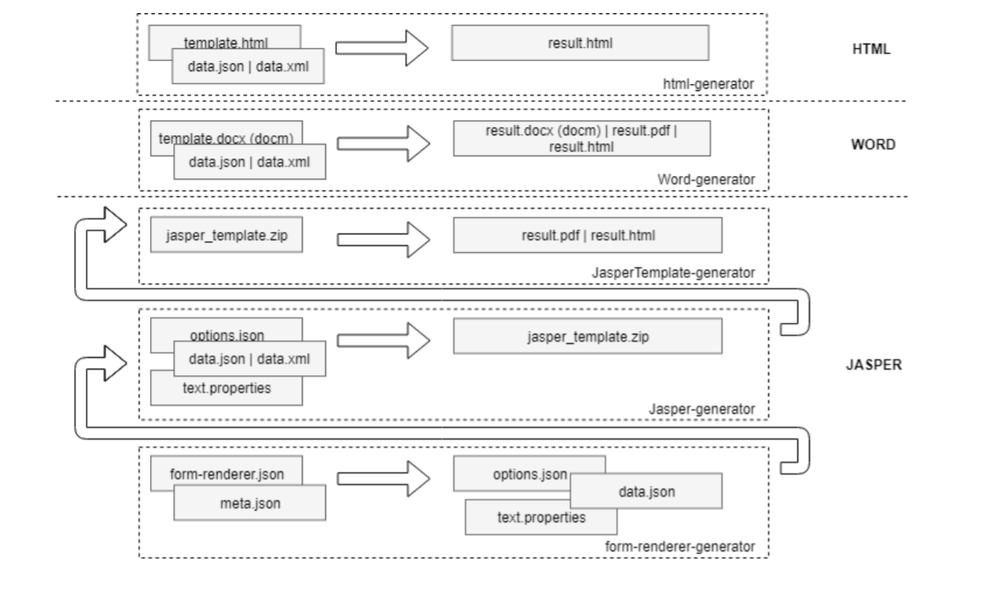 template.html
data.json | data.xml
result.html
html-generator
HTML
template.docx (docm)
data.json | data.xml
result.docx (docm) | result.pdf |
result.html
Word-generator
WORD
jasper_template.zip
result.pdf | result.html
JasperTemplate-generator
options.json
data.json | data.xml
text.properties
jasper_template.zip
Jasper-generator
JASPER
form-renderer.json
meta.json
options.json
data.json
text.properties
form-renderer-generator